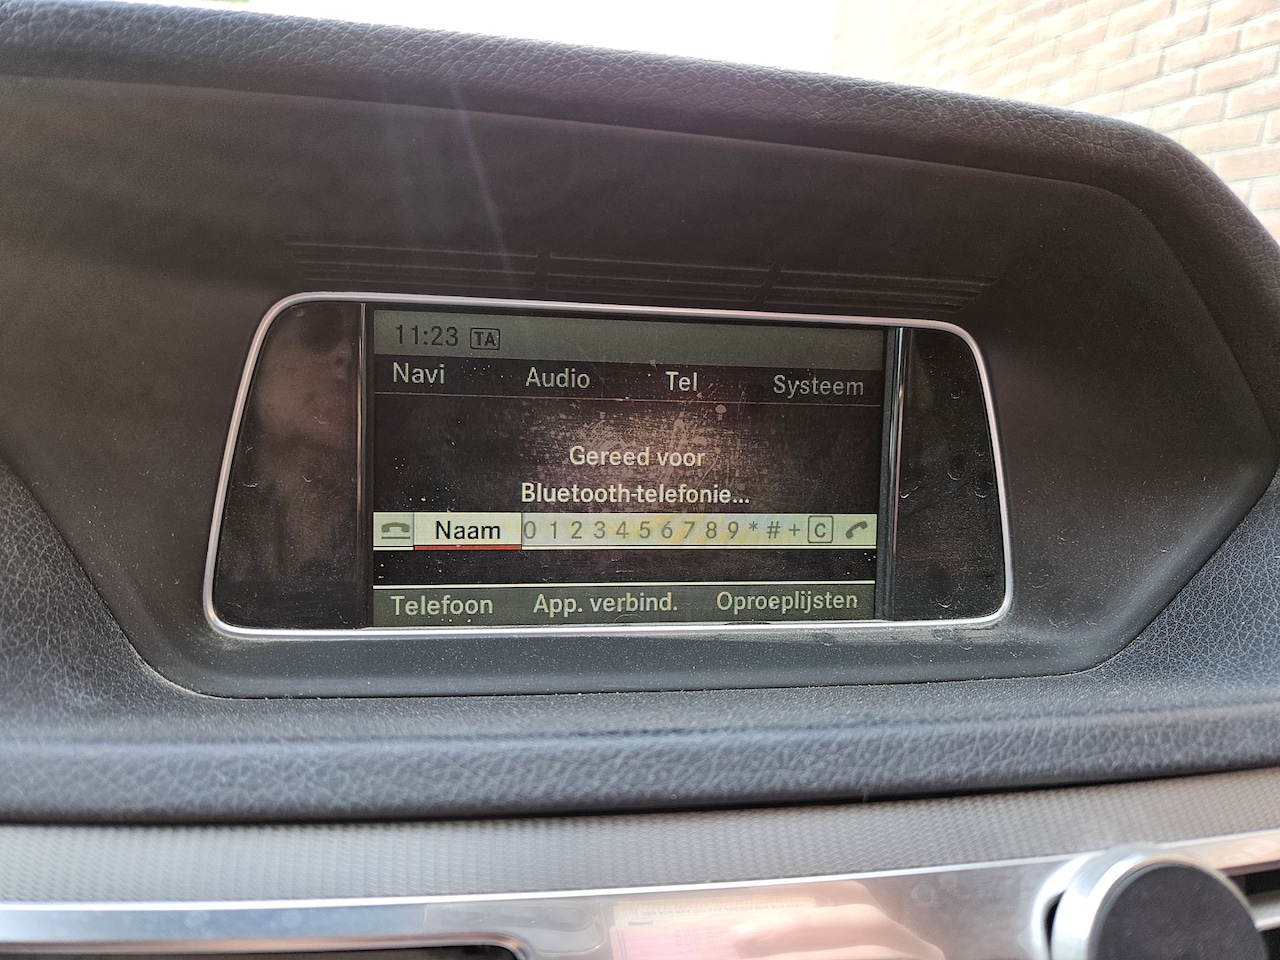 11:23 TA
Navi Audio Tel Systeem
Gereed voor
Bluetooth-telefonie...
Naam 0 1 2 3 4 5 6 7 8 9 * # + C
Telefoon App. verbind. Oproeplijsten